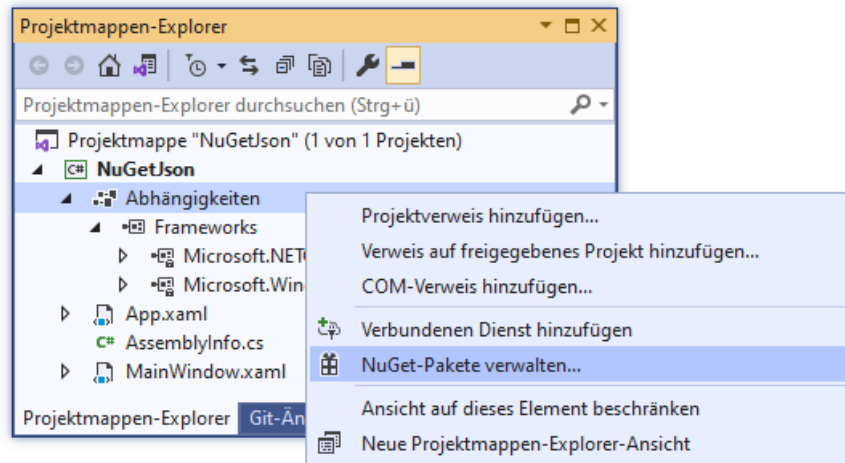 Projektmappen-Explorer
Projektmappen-Explorer durchsuchen (Strg+ü)
Projektmappe "NuGetJson" (1 von 1 Projekten)
C# NuGetJson
Abhängigkeiten
Frameworks
Microsoft.NET
Microsoft.Win
App.xaml
C# AssemblyInfo.cs
MainWindow.xaml
Projektmappen-Explorer Git-Än
Projektverweis hinzufügen...
Verweis auf freigegebenes Projekt hinzufügen...
COM-Verweis hinzufügen...
Verbundenen Dienst hinzufügen
NuGet-Pakete verwalten...
Ansicht auf dieses Element beschränken
Neue Projektmappen-Explorer-Ansicht